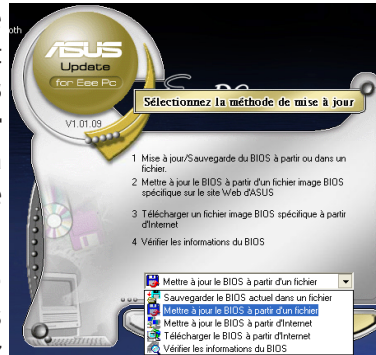 oth
ASUS
Update
for Eee Pc
V1.01.09
Sélectionnez la méthode de mise à jour
1 Mise à jour/Sauvegarde du BIOS à partir ou dans un
fichier.
2 Mettre à jour le BIOS à partir d'un fichier image BIOS
spécifique sur le site Web d'ASUS
3 Télécharger un fichier image BIOS spécifique à partir
d'Internet
4 Vérifier les informations du BIOS
Mettre à jour le BIOS à partir d'un fichier
Sauvegarder le BIOS actuel dans un fichier
Mettre à jour le BIOS à partir d'un fichier
Mettre à jour le BIOS à partir d'Internet
Télécharger le BIOS à partir d'Internet
Vérifier les informations du BIOS